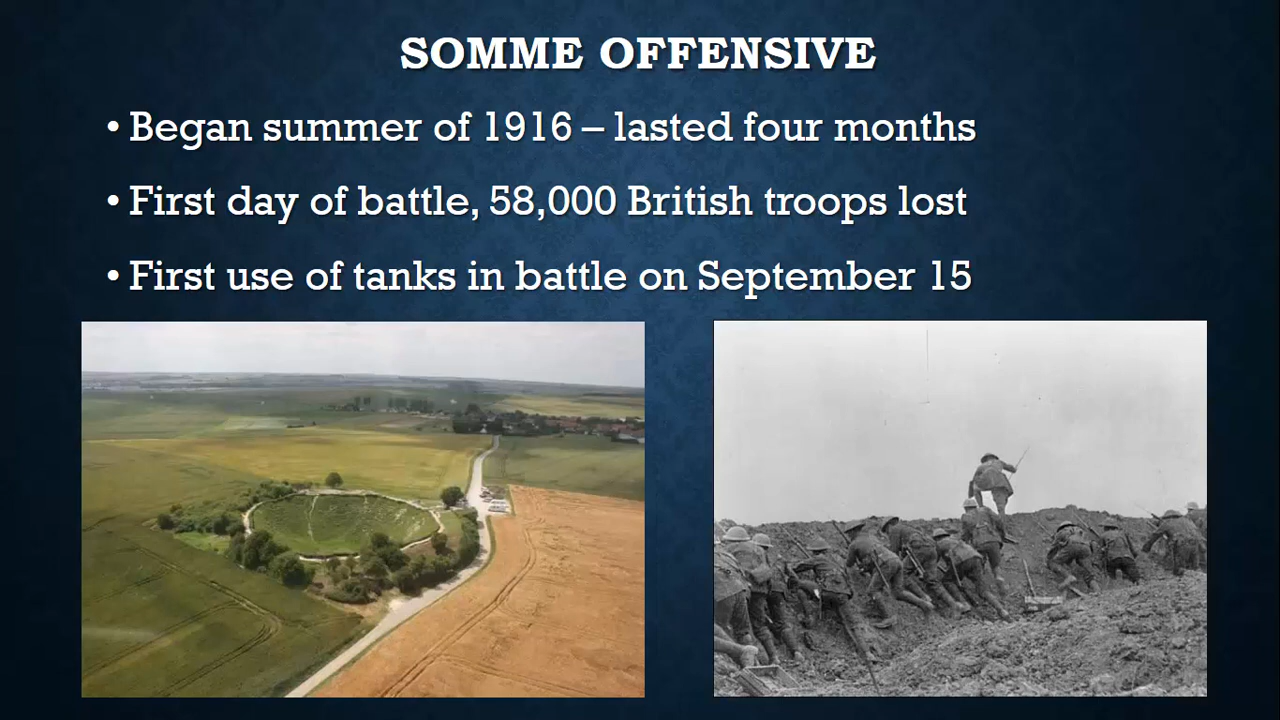 SOMME OFFENSIVE
• Began summer of 1916 – lasted four months
• First day of battle, 58,000 British troops lost
• First use of tanks in battle on September 15